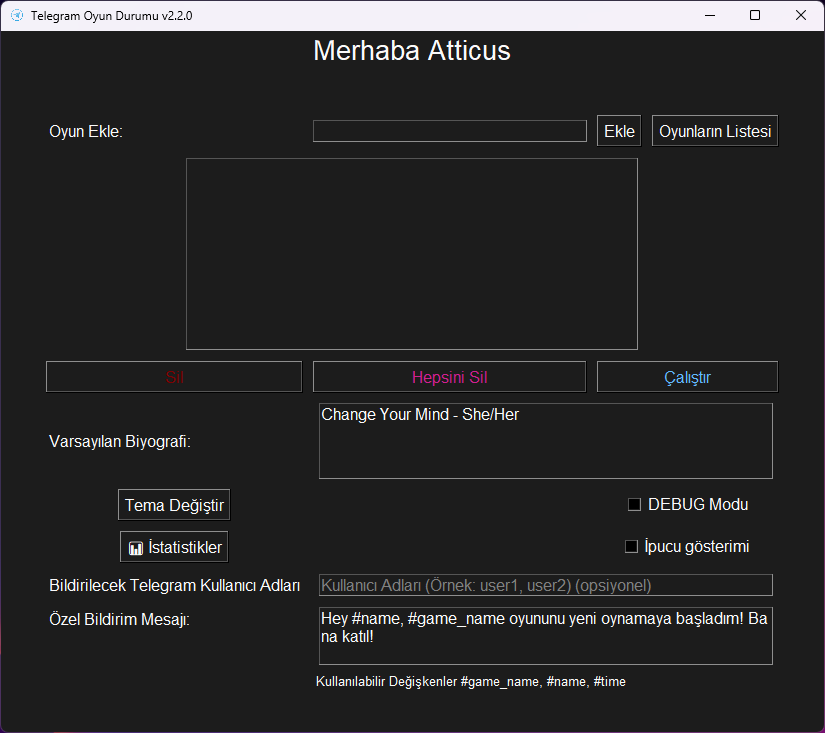 Telegram Oyun Durumu v2.2.0
Merhaba Atticus
Oyun Ekle:
Ekle
Oyunların Listesi
Sil
Hepsini Sil
Çalıştır
Varsayılan Biyografi:
Change Your Mind - She/Her
Tema Değiştir
DEBUG Modu
İstatistikler
İpucu gösterimi
Bildirilecek Telegram Kullanıcı Adları
Kullanıcı Adları (Örnek: user1, user2) (opsiyonel)
Özel Bildirim Mesajı:
Hey #name, #game_name oyununu yeni oynamaya başladım! Ba
na katıl!
Kullanılabilir Değişkenler #game_name, #name, #time